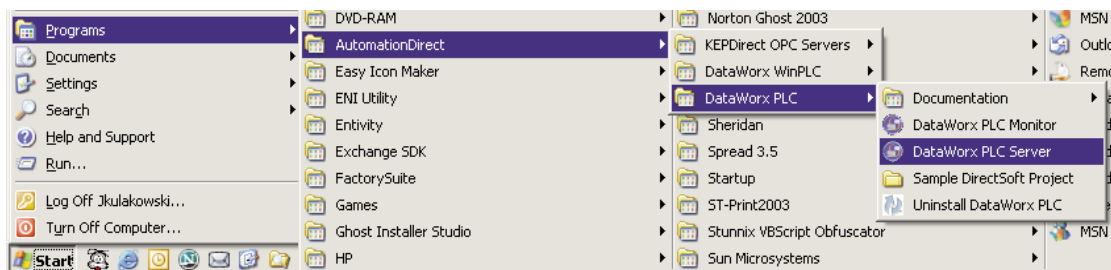 Programs
Documents
Settings
Search
Help and Support
Run...
Log Off Jkulakowski...
Turn Off Computer...
Start
DVD-RAM
AutomationDirect
Easy Icon Maker
ENI Utility
Entivity
Exchange SDK
FactorySuite
Games
Ghost Installer Studio
HP
Norton Ghost 2003
KEPDirect OPC Servers
DataWorx WinPLC
DataWorx PLC
Sheridan
Spread 3.5
Startup
ST-Print2003
Stunnix VBScript Obfuscator
Sun Microsystems
Documentation
DataWorx PLC Monitor
DataWorx PLC Server
Sample DirectSoft Project
Uninstall DataWorx PLC
MSN
MSN